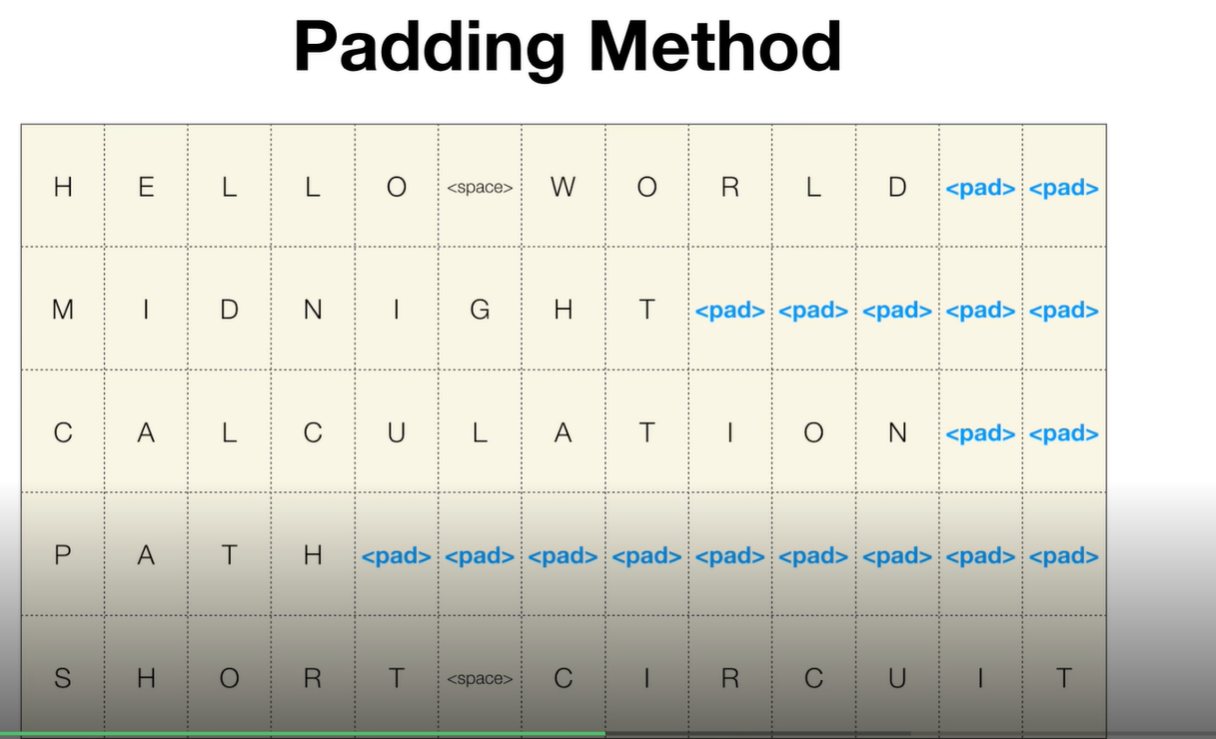 Padding Method
H E L L O <space> W O R L D <pad> <pad>
M I D N I G H T <pad> <pad> <pad> <pad> <pad>
C A L C U L A T I O N <pad> <pad>
P A T H <pad> <pad> <pad> <pad> <pad> <pad> <pad> <pad> <pad>
S H O R T <space> C I R C U I T